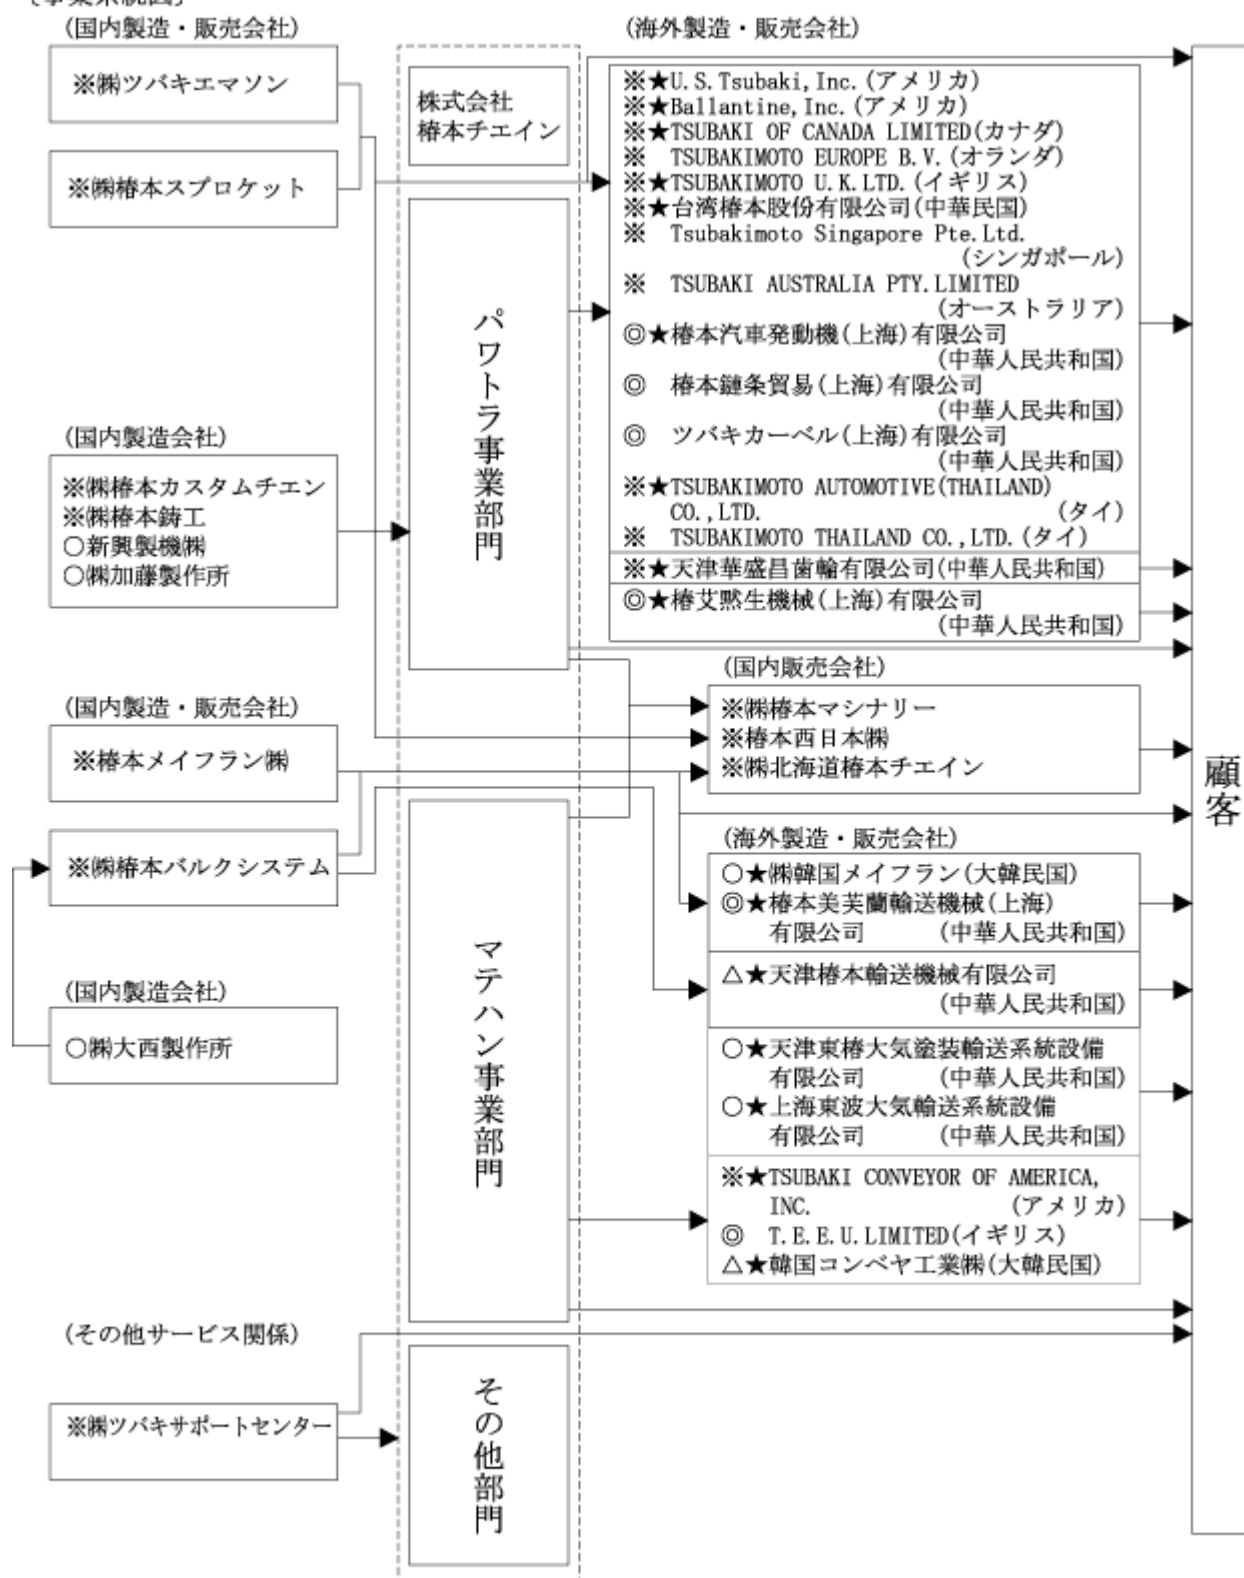 〔事業系統図〕
(国内製造・販売会社)
※㈱ツバキエマソン
※㈱椿本スプロケット
(国内製造会社)
※㈱椿本カスタムチエン
※㈱椿本鋳工
○新興製機㈱
○㈱加藤製作所
(国内製造・販売会社)
※椿本メイフラン㈱
※㈱椿本バルクシステム
(国内製造会社)
○㈱大西製作所
(その他サービス関係)
※㈱ツバキサポートセンター
株式会社
椿本チエイン
パワトラ事業部門
マテハン事業部門
その他部門
(海外製造・販売会社)
※★U.S.Tsubaki,Inc.(アメリカ)
※★Ballantine,Inc.(アメリカ)
※★TSUBAKI OF CANADA LIMITED(カナダ)
※ TSUBAKIMOTO EUROPE B.V.(オランダ)
※★TSUBAKIMOTO U.K.LTD.(イギリス)
※★台湾椿本股份有限公司(中華民国)
※ Tsubakimoto Singapore Pte.Ltd.
(シンガポール)
※ TSUBAKI AUSTRALIA PTY.LIMITED
(オーストラリア)
◎★椿本汽車発動機(上海)有限公司
(中華人民共和国)
◎ 椿本鏈条貿易(上海)有限公司
(中華人民共和国)
◎ ツバキカーベル(上海)有限公司
(中華人民共和国)
※★TSUBAKIMOTO AUTOMOTIVE(THAILAND)
CO.,LTD. (タイ)
※ TSUBAKIMOTO THAILAND CO.,LTD.(タイ)
※★天津華盛昌歯輪有限公司(中華人民共和国)
◎★椿艾黙生機械(上海)有限公司
(中華人民共和国)
(国内販売会社)
※㈱椿本マシナリー
※椿本西日本㈱
※㈱北海道椿本チエイン
(海外製造・販売会社)
○★㈱韓国メイフラン(大韓民国)
◎★椿本美芙蘭輸送機械(上海)
有限公司 (中華人民共和国)
△★天津椿本輸送機械有限公司
(中華人民共和国)
○★天津東椿大気塗装輸送系統設備
有限公司 (中華人民共和国)
○★上海東波大気輸送系統設備
有限公司 (中華人民共和国)
※★TSUBAKI CONVEYOR OF AMERICA,
INC. (アメリカ)
◎ T.E.E.U.LIMITED(イギリス)
△★韓国コンベヤ工業㈱(大韓民国)
顧客